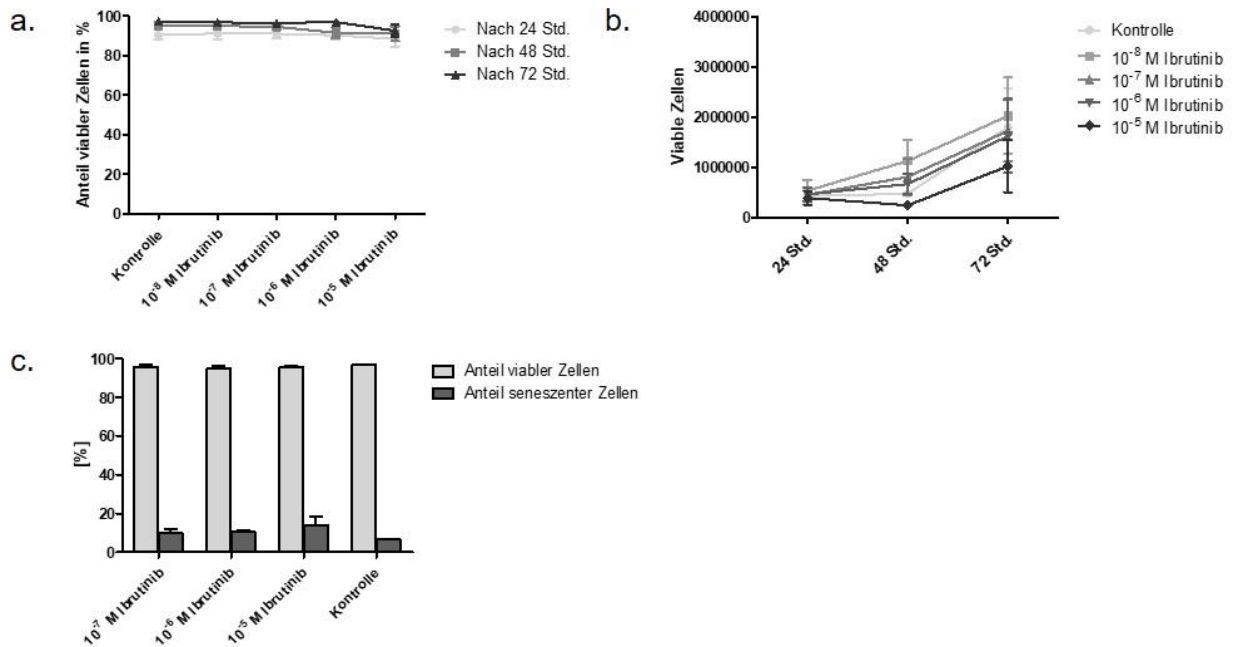 a.
Anteil viabler Zellen in %
100
80
60
40
20
0
Kontrolle
10⁻⁸ M Ibrutinib
10⁻⁷ M Ibrutinib
10⁻⁶ M Ibrutinib
10⁻⁵ M Ibrutinib
Nach 24 Std.
Nach 48 Std.
Nach 72 Std.
b.
Viable Zellen
4000000
3000000
2000000
1000000
0
24 Std.
48 Std.
72 Std.
Kontrolle
10⁻⁸ M Ibrutinib
10⁻⁷ M Ibrutinib
10⁻⁶ M Ibrutinib
10⁻⁵ M Ibrutinib
c.
[%]
100
80
60
40
20
0
10⁻⁷ M Ibrutinib
10⁻⁶ M Ibrutinib
10⁻⁵ M Ibrutinib
Kontrolle
Anteil viabler Zellen
Anteil seneszenter Zellen